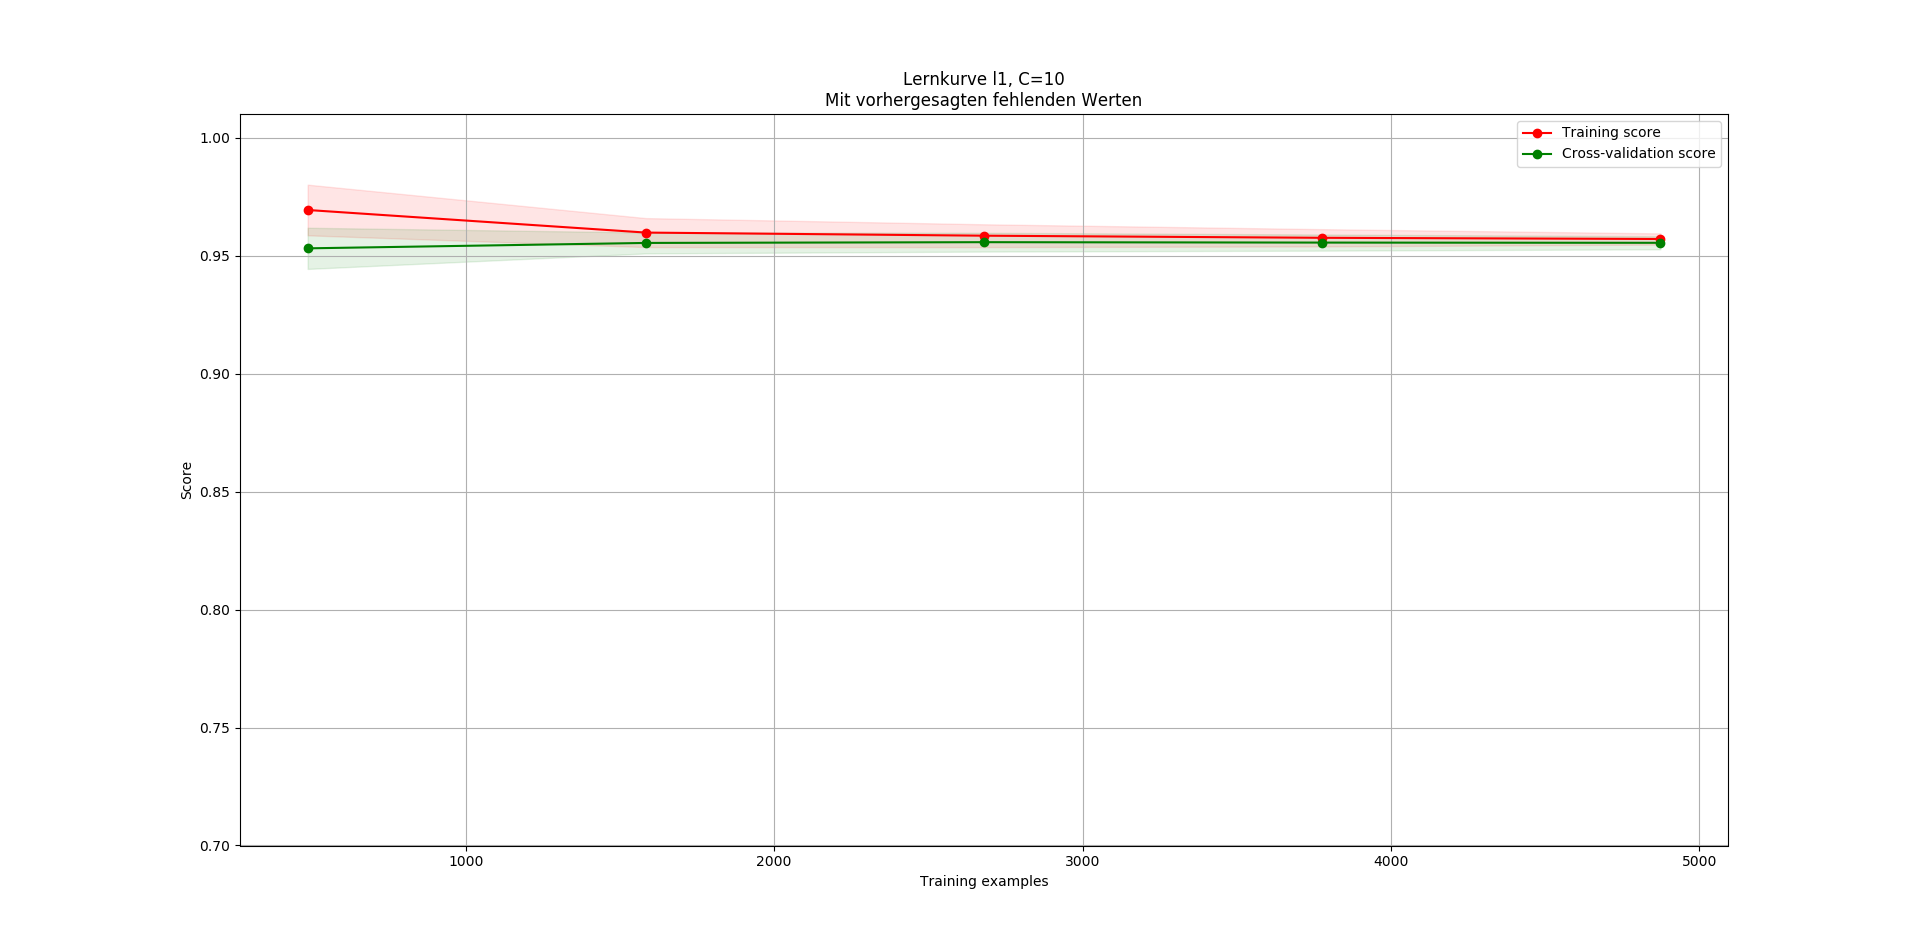 Lernkurve l1, C=10
Mit vorhergesagten fehlenden Werten
Training score
Cross-validation score
1.00
0.95
0.90
0.85
0.80
0.75
0.70
Score
1000
2000
3000
4000
5000
Training examples